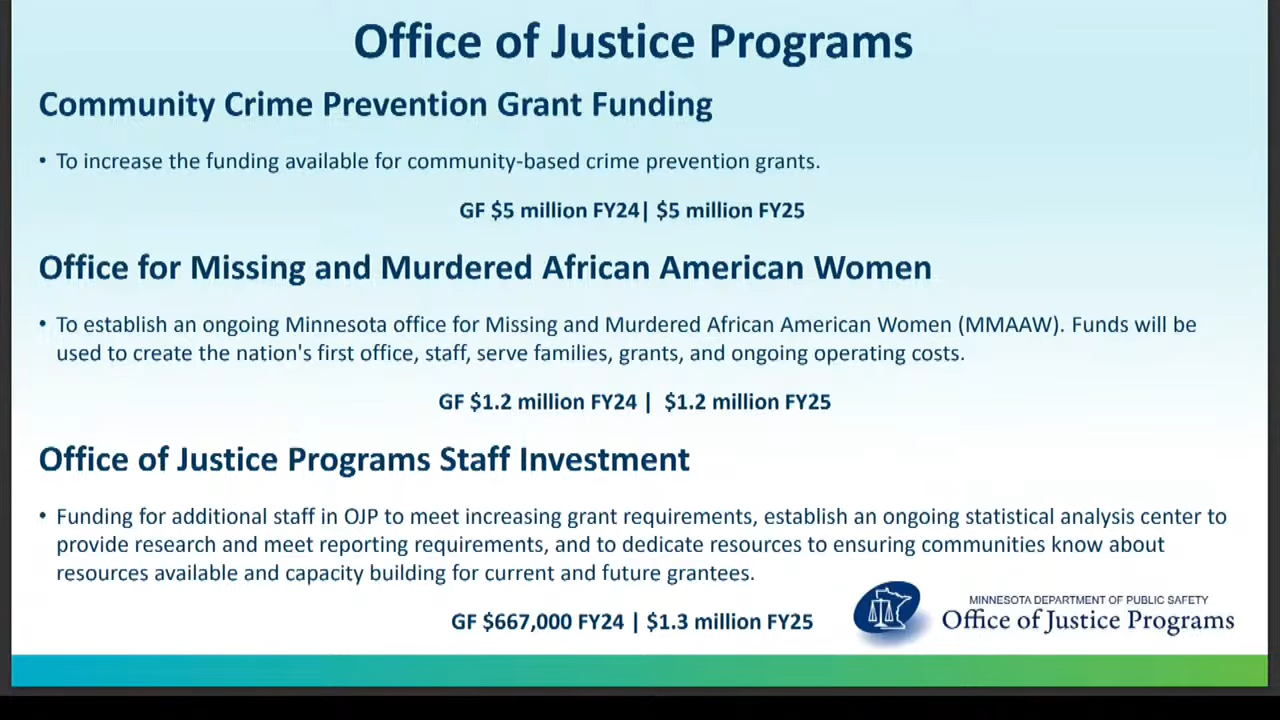 Office of Justice Programs
Community Crime Prevention Grant Funding
• To increase the funding available for community-based crime prevention grants.
GF $5 million FY24| $5 million FY25
Office for Missing and Murdered African American Women
• To establish an ongoing Minnesota office for Missing and Murdered African American Women (MMAAW). Funds will be
used to create the nation's first office, staff, serve families, grants, and ongoing operating costs.
GF $1.2 million FY24 | $1.2 million FY25
Office of Justice Programs Staff Investment
• Funding for additional staff in OJP to meet increasing grant requirements, establish an ongoing statistical analysis center to
provide research and meet reporting requirements, and to dedicate resources to ensuring communities know about
resources available and capacity building for current and future grantees.
GF $667,000 FY24 | $1.3 million FY25
MINNESOTA DEPARTMENT OF PUBLIC SAFETY
Office of Justice Programs